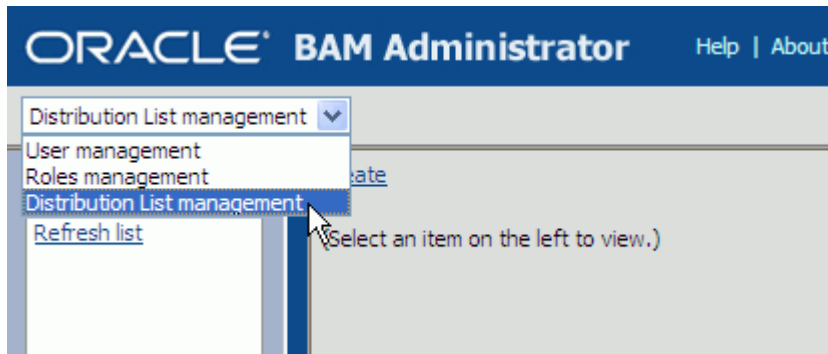 ORACLE BAM Administrator Help | About
Distribution List management
User management
Roles management
Distribution List management
Refresh list
(Select an item on the left to view.)